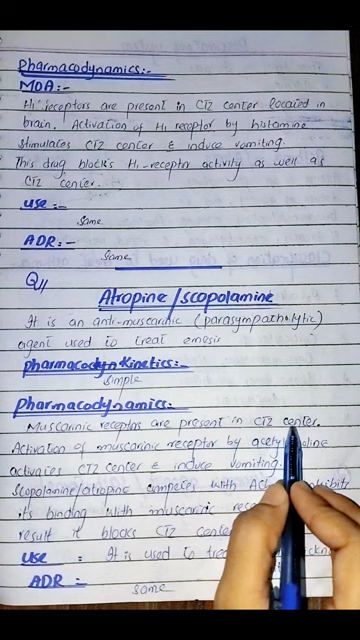 Pharmacodynamics:-
MOA:-
H1 receptors are present in CTZ center located in
brain. Activation of H1 receptor by histamine
stimulates CTZ center & induce vomiting.
This drug blocks H1-receptor activity as well as
CTZ center.
USE:-
Same
ADR:-
Same
Q//
Atropine/scopolamine
It is an anti-muscarinic (parasympatholytic)
agent used to treat emesis
pharmacodynkinetics:-
simple
pharmacodynamics:-
Muscarinic receptors are present in CTZ center.
Activation of muscarinic receptor by acety line
activates CTZ center & induce vomiting.
Scopolamine/atropine competes with
its binding with muscarinic
result it blocks CTZ
USE : It is used to
ADR :- same